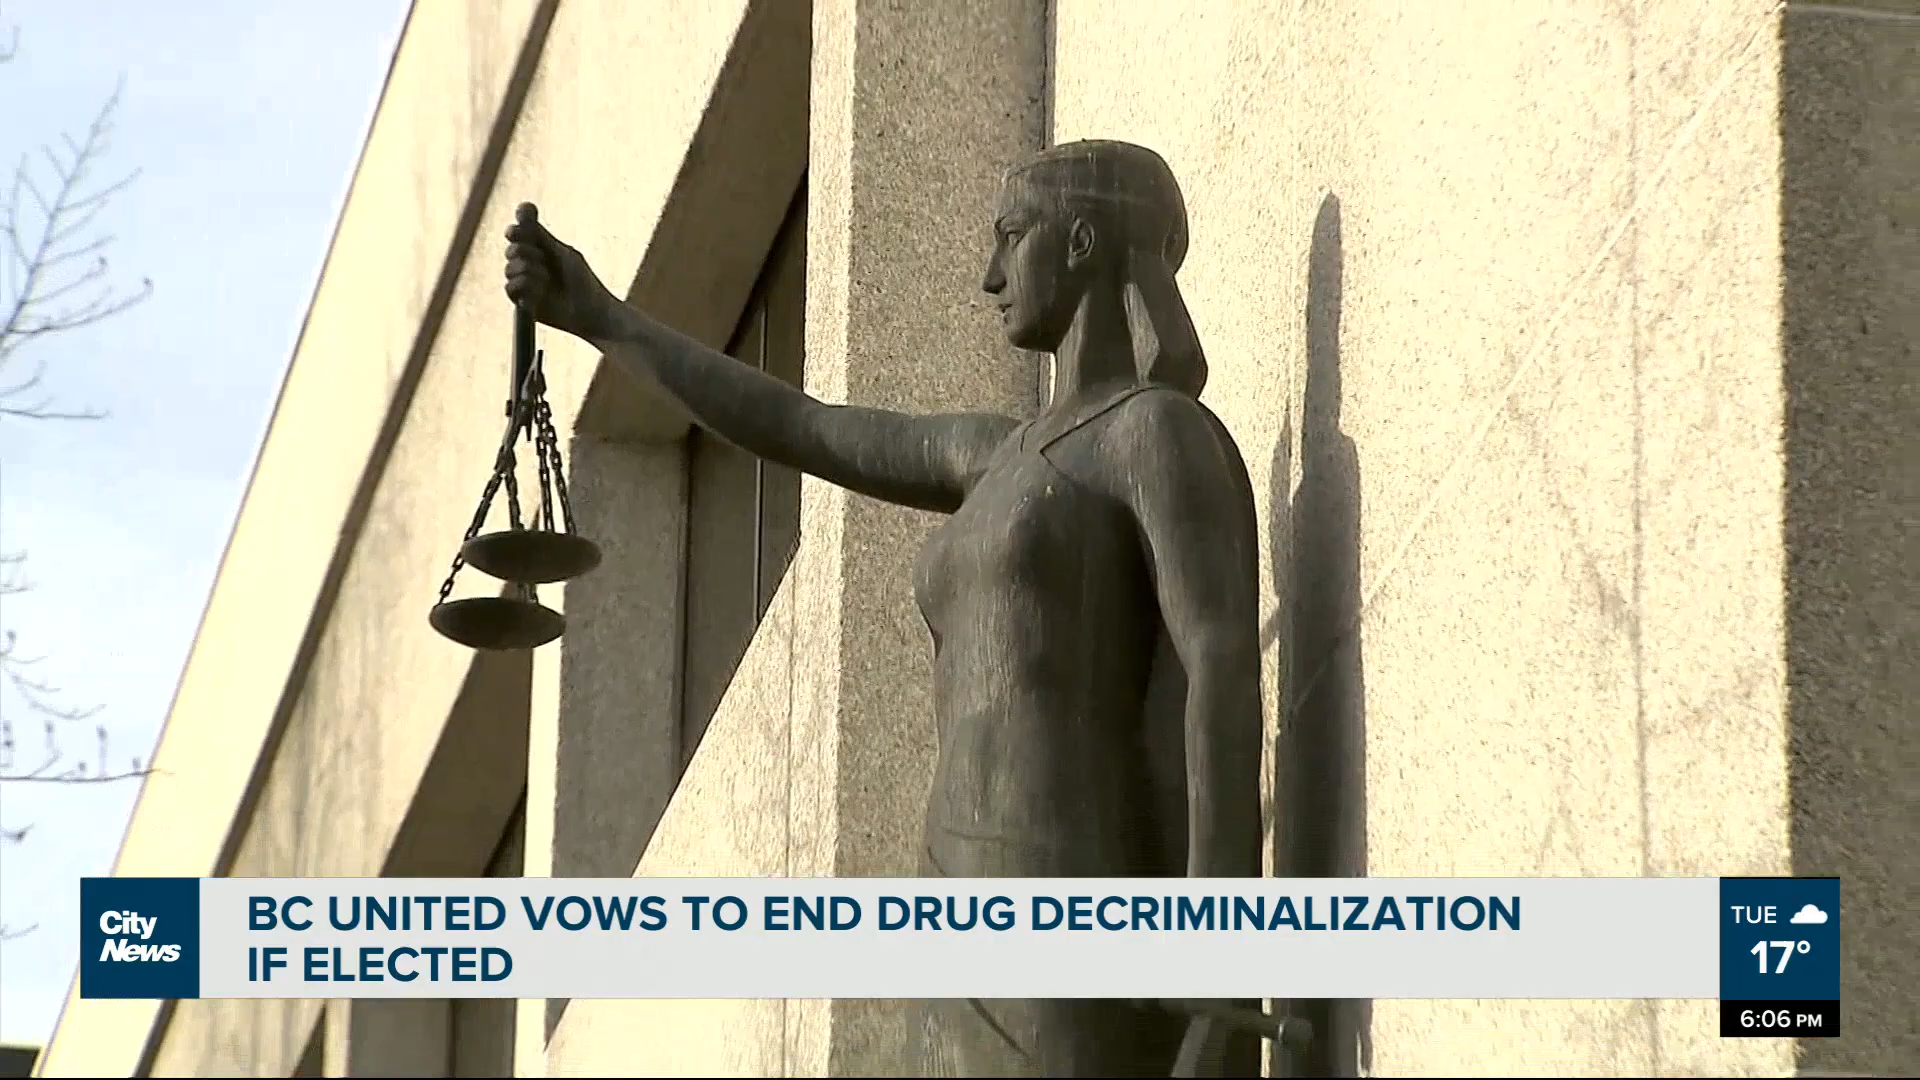 City
News
BC UNITED VOWS TO END DRUG DECRIMINALIZATION
IF ELECTED
TUE
17°
6:06 PM